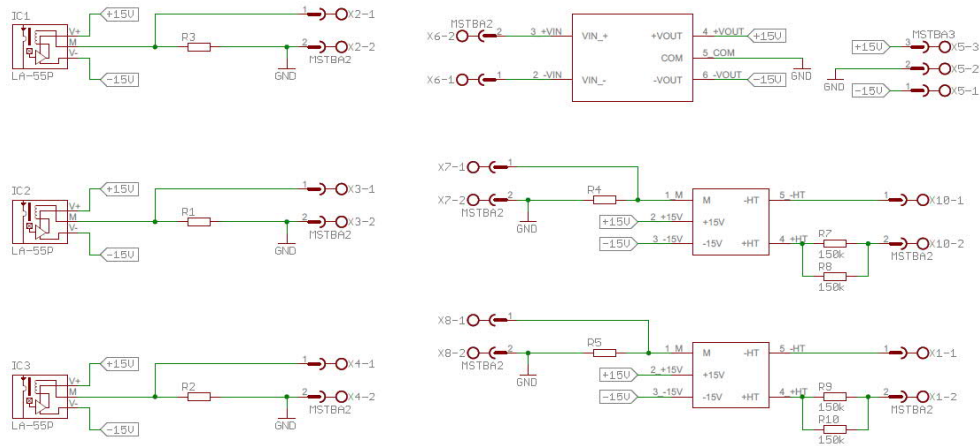 IC1
+15V
V+
M
V-
LA-55P
-15V
R3
GND
1
X2-1
2
X2-2
MSTBA2
MSTBA2
X6-2
2
3
+VIN
VIN_+
+VOUT
4
+VOUT
+15V
COM
5
COM
GND
X6-1
1
2
-VIN
VIN_-
-VOUT
6
-VOUT
-15V
MSTBA3
+15V
3
X5-3
GND
2
X5-2
-15V
1
X5-1
IC2
+15V
V+
M
V-
LA-55P
-15V
R1
GND
1
X3-1
2
X3-2
MSTBA2
X7-1
1
X7-2
2
MSTBA2
GND
R4
1
M
M
-HT
5
-HT
1
X10-1
+15V
2
+15V
+15V
-15V
3
-15V
-15V
+HT
4
+HT
R7
150k
R8
150k
2
X10-2
MSTBA2
IC3
+15V
V+
M
V-
LA-55P
-15V
R2
GND
1
X4-1
2
X4-2
MSTBA2
X8-1
1
X8-2
2
MSTBA2
GND
R5
1
M
M
-HT
5
-HT
1
X1-1
+15V
2
+15V
+15V
-15V
3
-15V
-15V
+HT
4
+HT
R9
150k
R10
150k
2
X1-2
MSTBA2